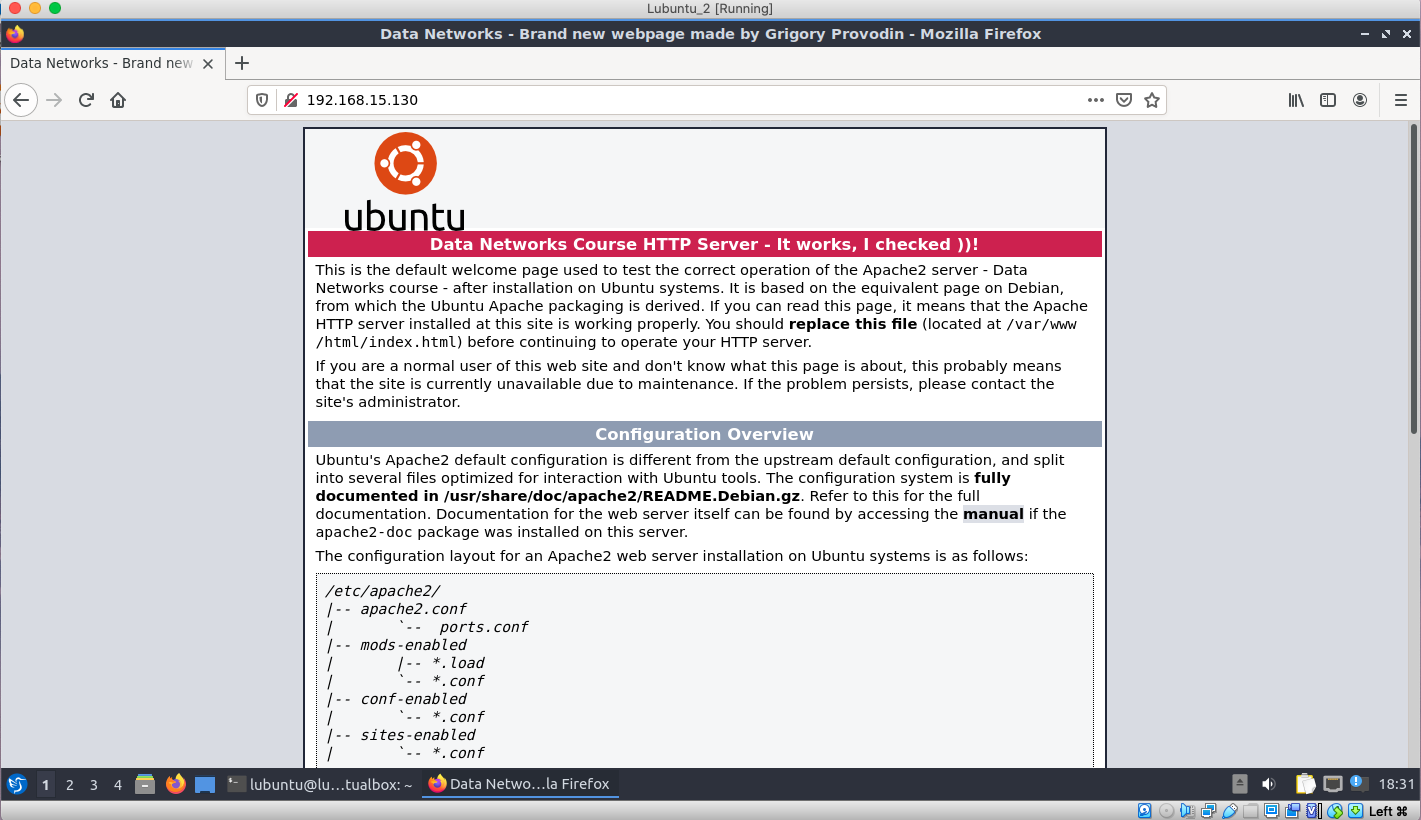 Lubuntu_2 [Running]
Data Networks - Brand new webpage made by Grigory Provodin - Mozilla Firefox
Data Networks - Brand new
192.168.15.130
ubuntu
Data Networks Course HTTP Server - It works, I checked ))!
This is the default welcome page used to test the correct operation of the Apache2 server - Data
Networks course - after installation on Ubuntu systems. It is based on the equivalent page on Debian,
from which the Ubuntu Apache packaging is derived. If you can read this page, it means that the Apache
HTTP server installed at this site is working properly. You should replace this file (located at /var/www
/html/index.html) before continuing to operate your HTTP server.
If you are a normal user of this web site and don't know what this page is about, this probably means
that the site is currently unavailable due to maintenance. If the problem persists, please contact the
site's administrator.
Configuration Overview
Ubuntu's Apache2 default configuration is different from the upstream default configuration, and split
into several files optimized for interaction with Ubuntu tools. The configuration system is fully
documented in /usr/share/doc/apache2/README.Debian.gz. Refer to this for the full
documentation. Documentation for the web server itself can be found by accessing the manual if the
apache2-doc package was installed on this server.
The configuration layout for an Apache2 web server installation on Ubuntu systems is as follows:
/etc/apache2/
|-- apache2.conf
|       `--  ports.conf
|-- mods-enabled
|       |-- *.load
|       `-- *.conf
|-- conf-enabled
|       `-- *.conf
|-- sites-enabled
|       `-- *.conf
1 2 3 4 lubuntu@lu...tualbox: ~ Data Netwo...la Firefox 18:31
Left ⌘